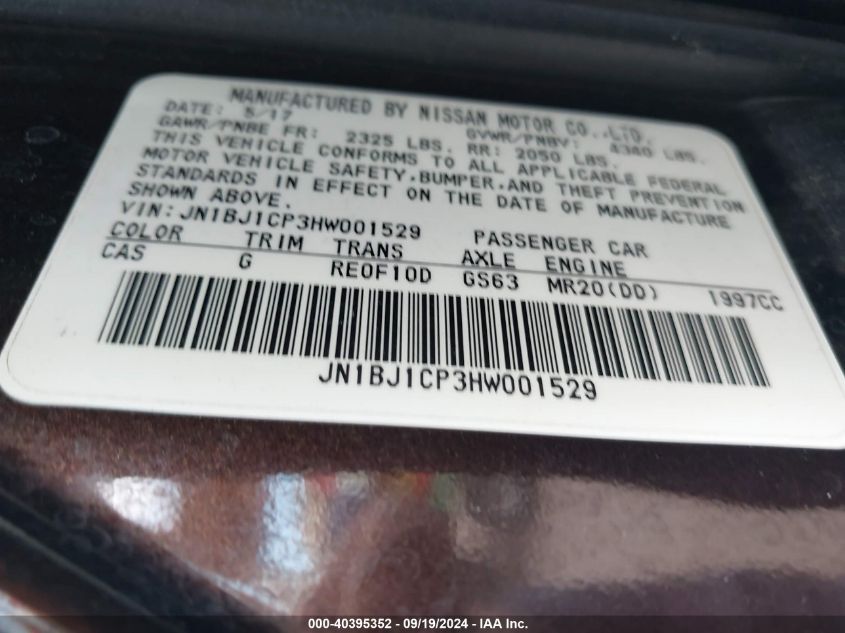 MANUFACTURED BY NISSAN MOTOR CO.,LTD.
DATE: 5/17 GVWR/PNBV: 4340 LBS.
GAWR/PNBE FR: 2325 LBS. RR: 2050 LBS.
THIS VEHICLE CONFORMS TO ALL APPLICABLE FEDERAL
MOTOR VEHICLE SAFETY,BUMPER,AND THEFT PREVENTION
STANDARDS IN EFFECT ON THE DATE OF MANUFACTURE
SHOWN ABOVE.
VIN:JN1BJ1CP3HW001529 PASSENGER CAR
COLOR TRIM TRANS AXLE ENGINE
CAS G RE0F10D GS63 MR20(DD) 1997CC
JN1BJ1CP3HW001529
000-40395352 / 09/19/2024 - IAA Inc.